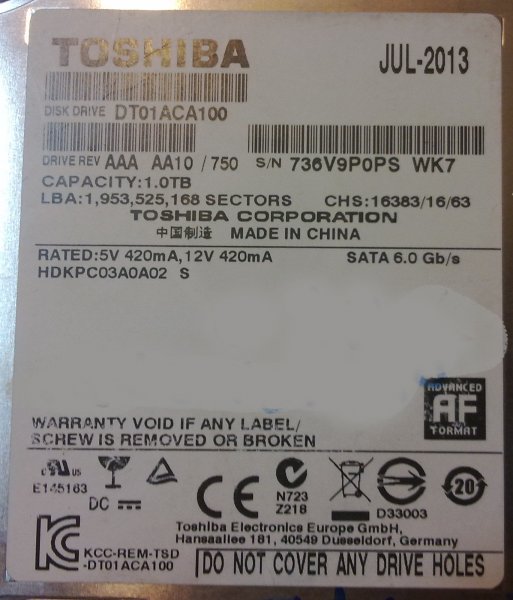 TOSHIBA
JUL-2013
DISK DRIVE DT01ACA100
DRIVE REV AAA AA10 / 750 S/N 736V9P0PS WK7
CAPACITY:1.0TB
LBA:1,953,525,168 SECTORS CHS:16383/16/63
TOSHIBA CORPORATION
中国制造 MADE IN CHINA
RATED:5V 420mA,12V 420mA SATA 6.0 Gb/s
HDKPC03A0A02 S
ADVANCED
AF
FORMAT
WARRANTY VOID IF ANY LABEL/
SCREW IS REMOVED OR BROKEN
c UL US
E145163
DC
CE
N723
Z218
D33003
20
Toshiba Electronics Europe GmbH,
Hansaallee 181, 40549 Dusseldorf, Germany
KCC-REM-TSD
-DT01ACA100
DO NOT COVER ANY DRIVE HOLES